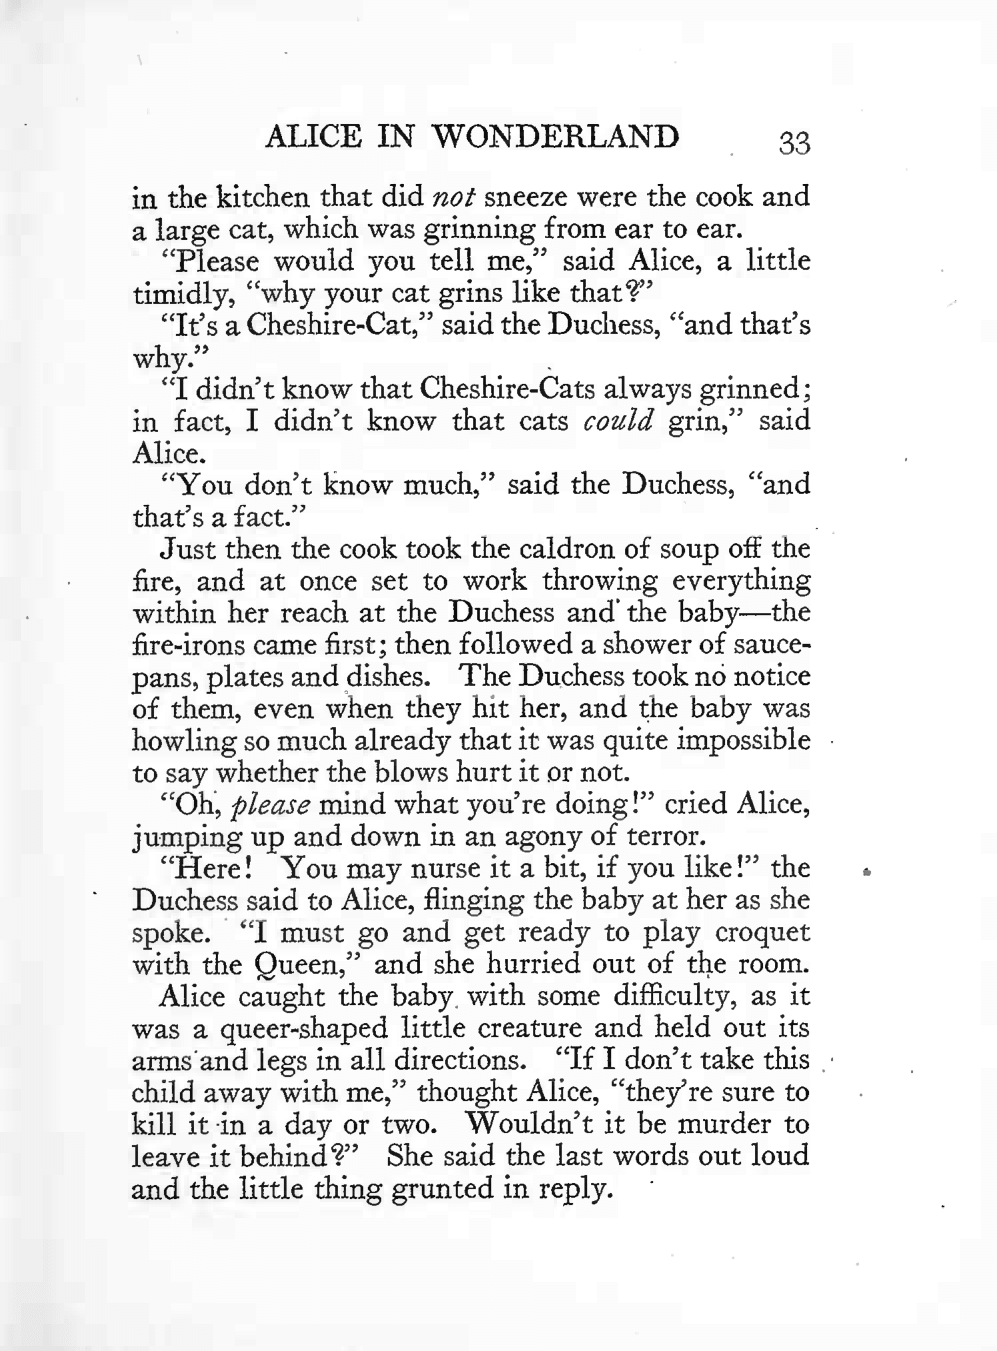 ALICE IN WONDERLAND 33
in the kitchen that did not sneeze were the cook and
a large cat, which was grinning from ear to ear.
“Please would you tell me,” said Alice, a little
timidly, “why your cat grins like that?”
“It’s a Cheshire-Cat,” said the Duchess, “and that’s
why.”
“I didn’t know that Cheshire-Cats always grinned;
in fact, I didn’t know that cats could grin,” said
Alice.
“You don’t know much,” said the Duchess, “and
that’s a fact.”
Just then the cook took the caldron of soup off the
fire, and at once set to work throwing everything
within her reach at the Duchess and the baby—the
fire-irons came first; then followed a shower of sauce-
pans, plates and dishes. The Duchess took no notice
of them, even when they hit her, and the baby was
howling so much already that it was quite impossible
to say whether the blows hurt it or not.
“Oh, please mind what you’re doing!” cried Alice,
jumping up and down in an agony of terror.
“Here! You may nurse it a bit, if you like!” the
Duchess said to Alice, flinging the baby at her as she
spoke. “I must go and get ready to play croquet
with the Queen,” and she hurried out of the room.
Alice caught the baby with some difficulty, as it
was a queer-shaped little creature and held out its
arms and legs in all directions. “If I don’t take this
child away with me,” thought Alice, “they’re sure to
kill it in a day or two. Wouldn’t it be murder to
leave it behind?” She said the last words out loud
and the little thing grunted in reply.